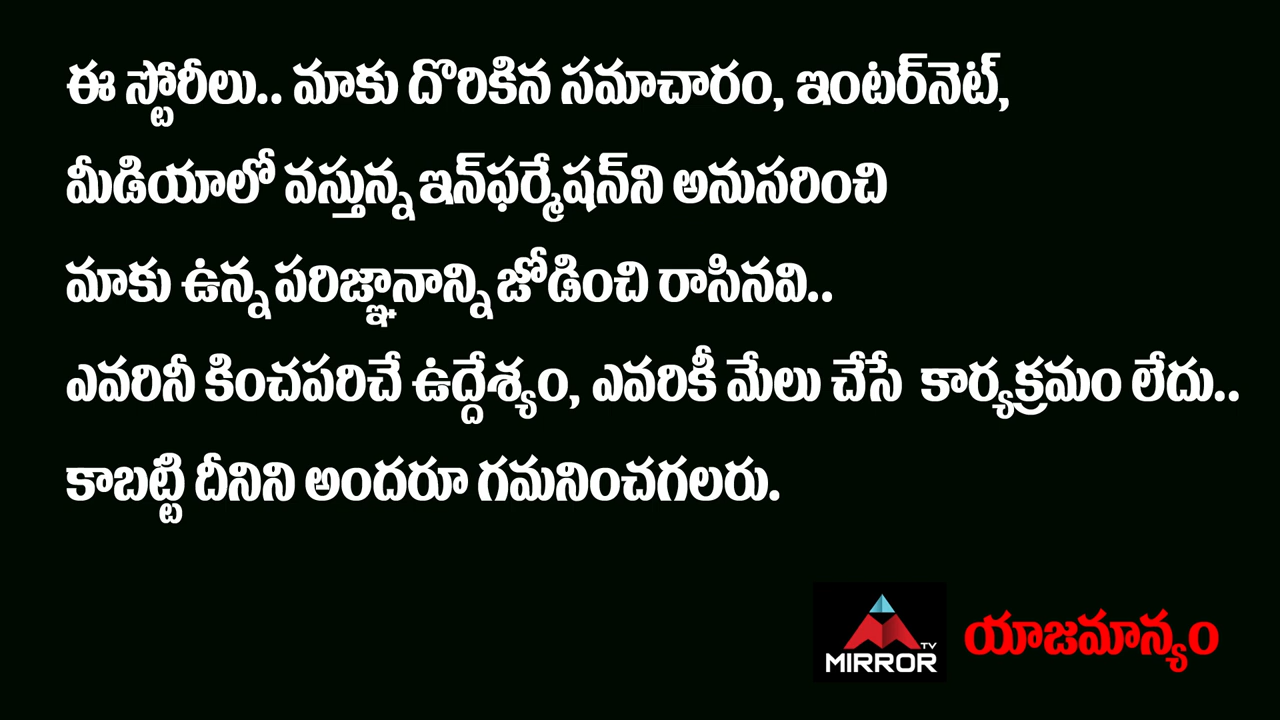 ఈ స్టోరీలు.. మాకు దొరికిన సమాచారం, ఇంటర్‌నెట్,
మీడియాలో వస్తున్న ఇన్‌ఫర్మేషన్‌ని అనుసరించి
మాకు ఉన్న పరిజ్ఞానాన్ని జోడించి రాసినవి..
ఎవరినీ కించపరిచే ఉద్దేశ్యం, ఎవరికీ మేలు చేసే కార్యక్రమం లేదు..
కాబట్టి దీనిని అందరూ గమనించగలరు.
TV
MIRROR
యాజమాన్యం